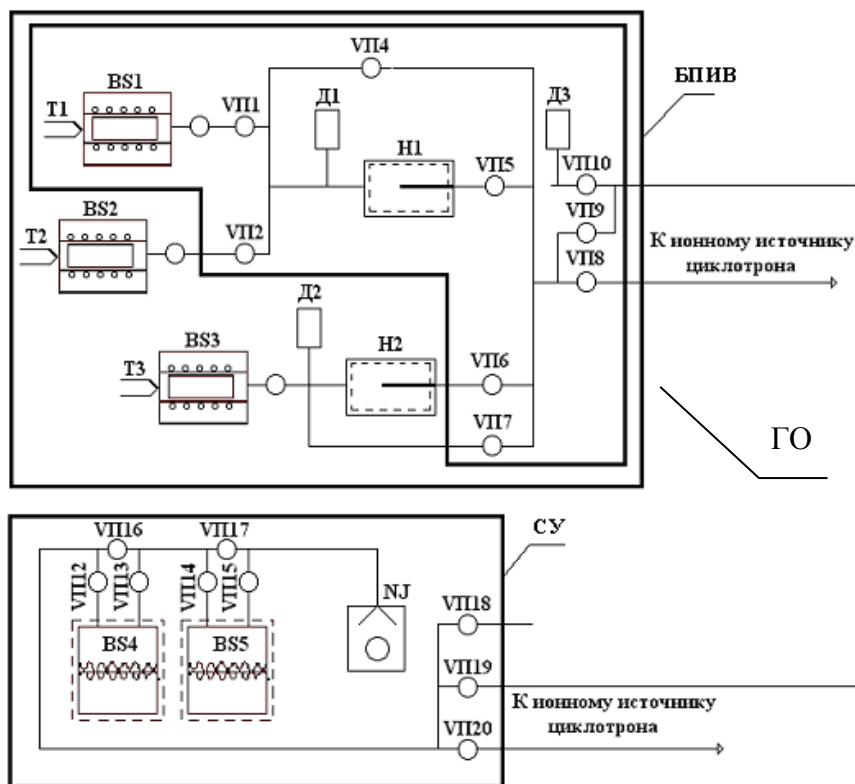 VП4
BS1
Д1
Д3
БПИВ
T1
VП1
H1
VП5
VП10
BS2
VП9
T2
VП2
VП8
К ионному источнику
циклотрона
Д2
BS3
H2
VП6
T3
VП7
ГО
VП16
VП17
СУ
VП12
VП13
VП14
VП15
NJ
VП18
BS4
BS5
VП19
К ионному источнику
циклотрона
VП20